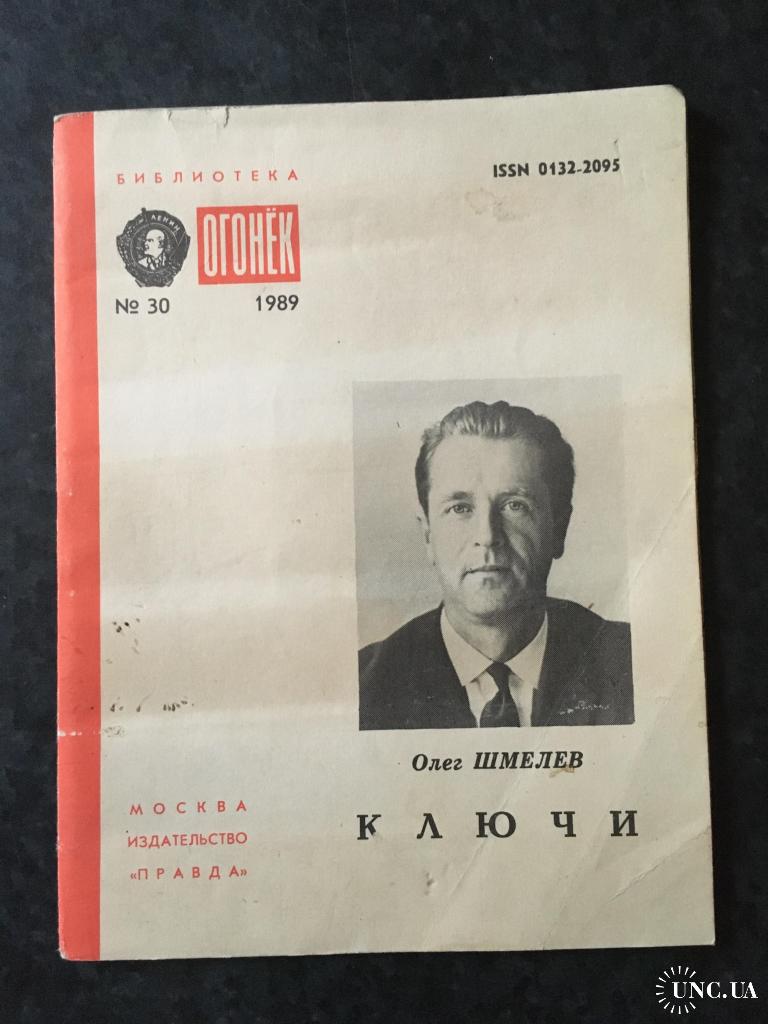 БИБЛИОТЕКА
ISSN 0132-2095
ЛЕНИН
ОГОНЁК
№ 30 1989
Олег ШМЕЛЕВ
КЛЮЧИ
МОСКВА
ИЗДАТЕЛЬСТВО
«ПРАВДА»
UNC.UA